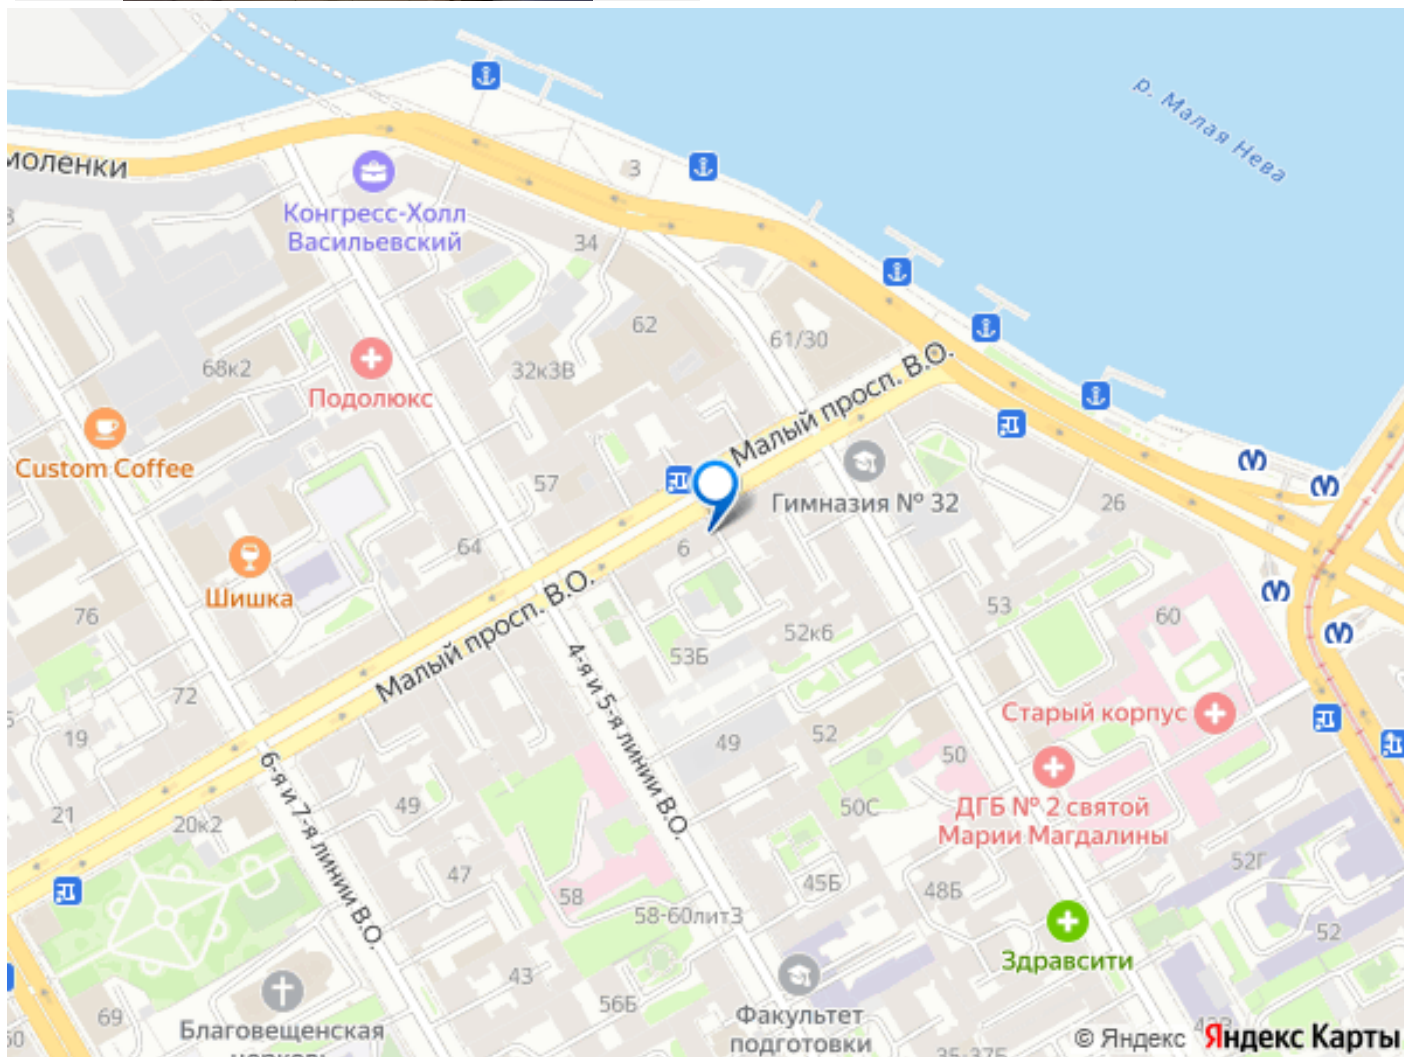 р. Малая Нева
моленки
3
3
Конгресс-Холл
Васильевский
34
62
61/30
68к2
32к3В
Подолюкс
Малый просп. В.О.
Custom Coffee
57
Гимназия № 32
26
64
6
Шишка
Малый просп. В.О.
76
53
60
52к6
53Б
4-я и 5-я линии В.О.
72
Старый корпус
19
49
52
50
6-я и 7-я линии В.О.
49
50С
ДГБ № 2 святой
Марии Магдалины
21
20к2
52Г
47
45Б
48Б
58
58-60лит3
52
Здравсити
43
56Б
69
Благовещенская
Факультет
подготовки
© Яндекс
Яндекс Карты